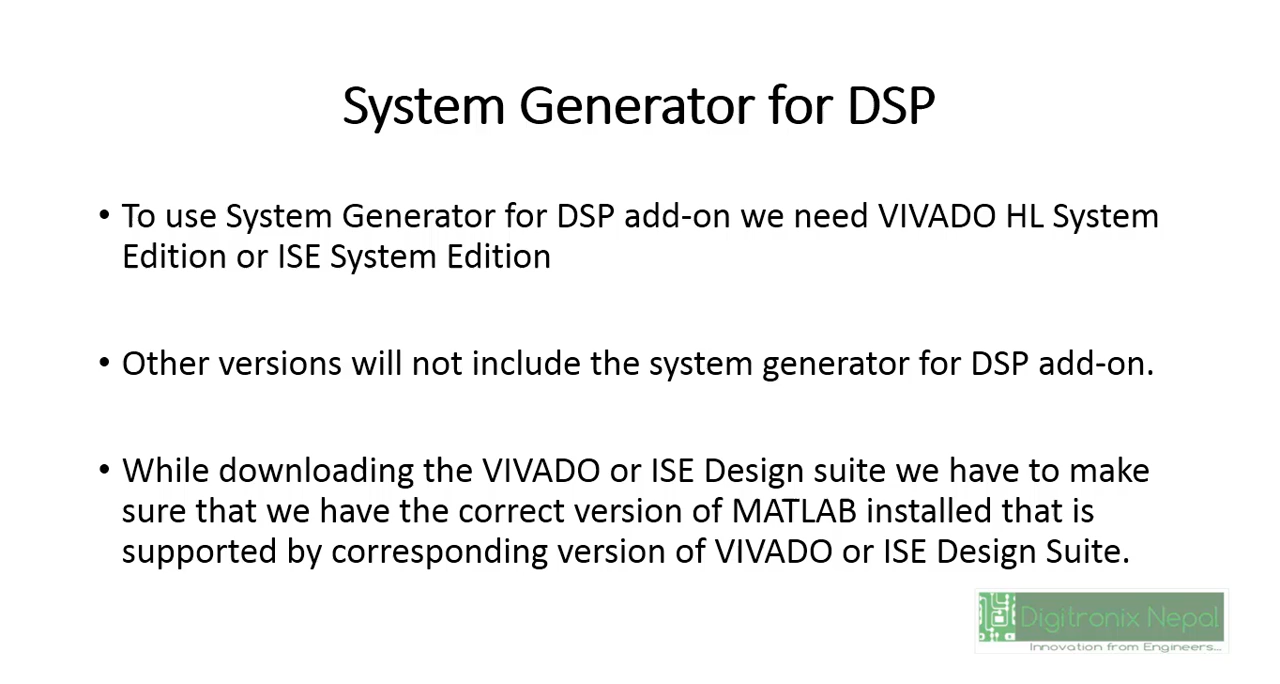 System Generator for DSP
• To use System Generator for DSP add-on we need VIVADO HL System
Edition or ISE System Edition
• Other versions will not include the system generator for DSP add-on.
• While downloading the VIVADO or ISE Design suite we have to make
sure that we have the correct version of MATLAB installed that is
supported by corresponding version of VIVADO or ISE Design Suite.
Digitronix Nepal
Innovation from Engineers...